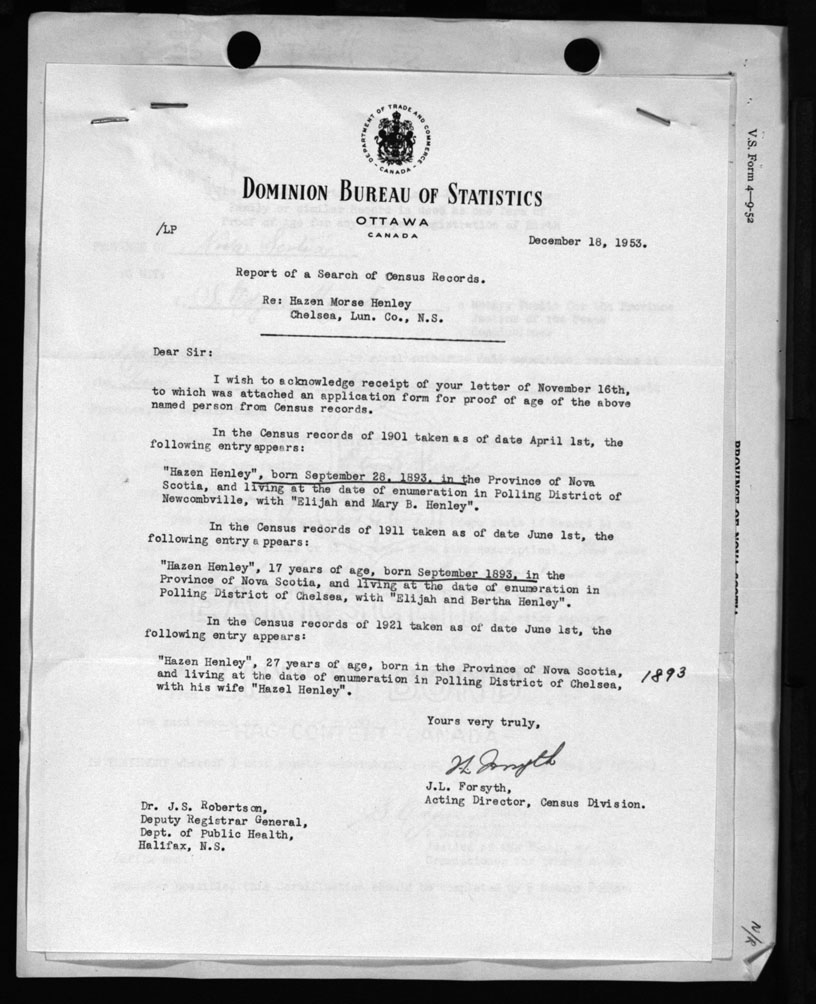 DEPARTMENT OF TRADE AND COMMERCE
CANADA
DOMINION BUREAU OF STATISTICS
OTTAWA
CANADA
/LP
December 18, 1953.
Report of a Search of Census Records.
Re: Hazen Morse Henley
Chelsea, Lun. Co., N.S.
Dear Sir:
I wish to acknowledge receipt of your letter of November 16th,
to which was attached an application form for proof of age of the above
named person from Census records.
In the Census records of 1901 taken as of date April 1st, the
following entry appears:
"Hazen Henley", born September 28, 1893, in the Province of Nova
Scotia, and living at the date of enumeration in Polling District of
Newcombville, with "Elijah and Mary B. Henley".
In the Census records of 1911 taken as of date June 1st, the
following entry appears:
"Hazen Henley", 17 years of age, born September 1893, in the
Province of Nova Scotia, and living at the date of enumeration in
Polling District of Chelsea, with "Elijah and Bertha Henley".
In the Census records of 1921 taken as of date June 1st, the
following entry appears:
"Hazen Henley", 27 years of age, born in the Province of Nova Scotia,
and living at the date of enumeration in Polling District of Chelsea,
with his wife "Hazel Henley".
1893
Yours very truly,
J.L. Forsyth,
Acting Director, Census Division.
Dr. J.S. Robertson,
Deputy Registrar General,
Dept. of Public Health,
Halifax, N.S.
V.S. Form 4—9-52
N/R